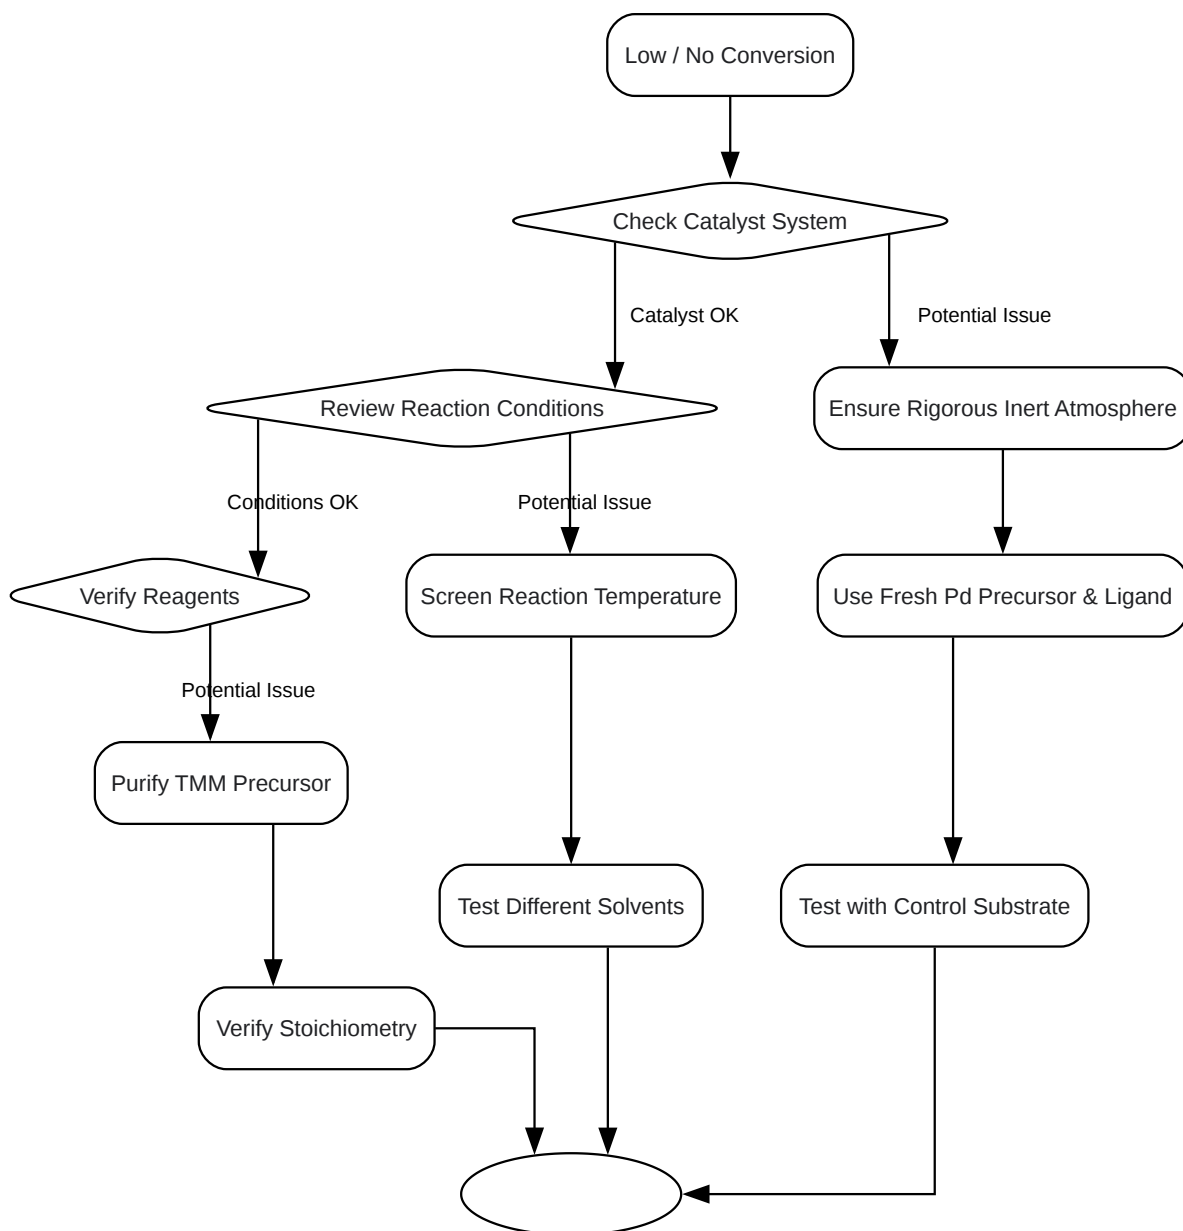 Low / No Conversion
Check Catalyst System
Catalyst OK
Potential Issue
Review Reaction Conditions
Ensure Rigorous Inert Atmosphere
Conditions OK
Potential Issue
Verify Reagents
Screen Reaction Temperature
Use Fresh Pd Precursor & Ligand
Potential Issue
Purify TMM Precursor
Test Different Solvents
Test with Control Substrate
Verify Stoichiometry